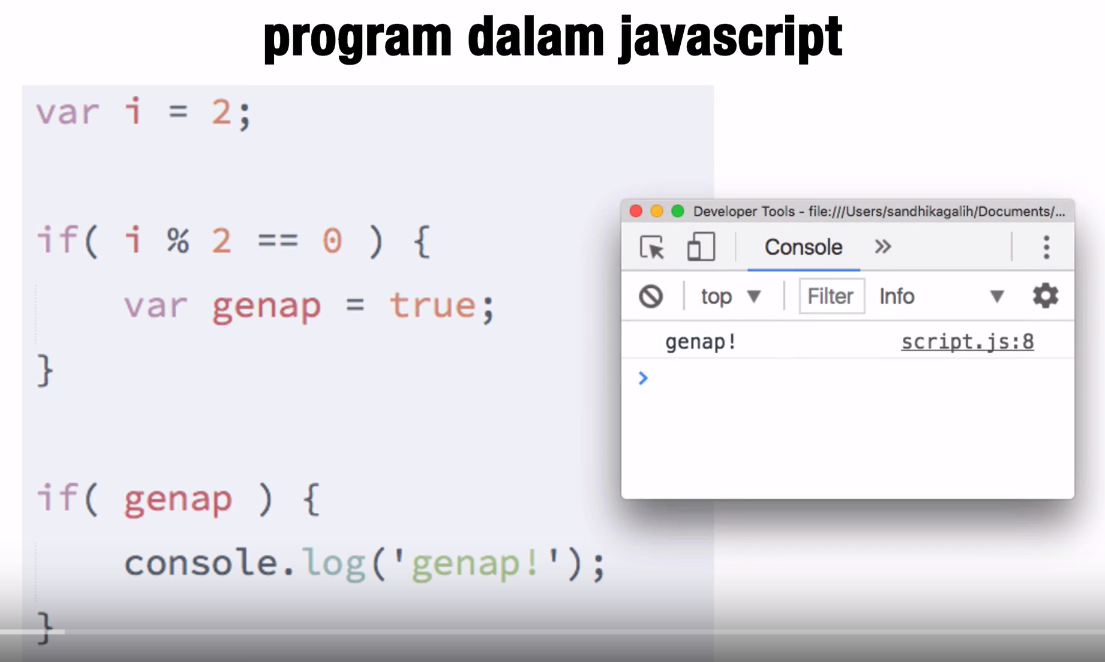 program dalam javascript
var i = 2;
if( i % 2 == 0 ) {
var genap = true;
}
if( genap ) {
console.log('genap!');
}
Developer Tools - file:///Users/sandhikagalih/Documents/...
Console »
top ▼ Filter Info ▼
genap! script.js:8
>